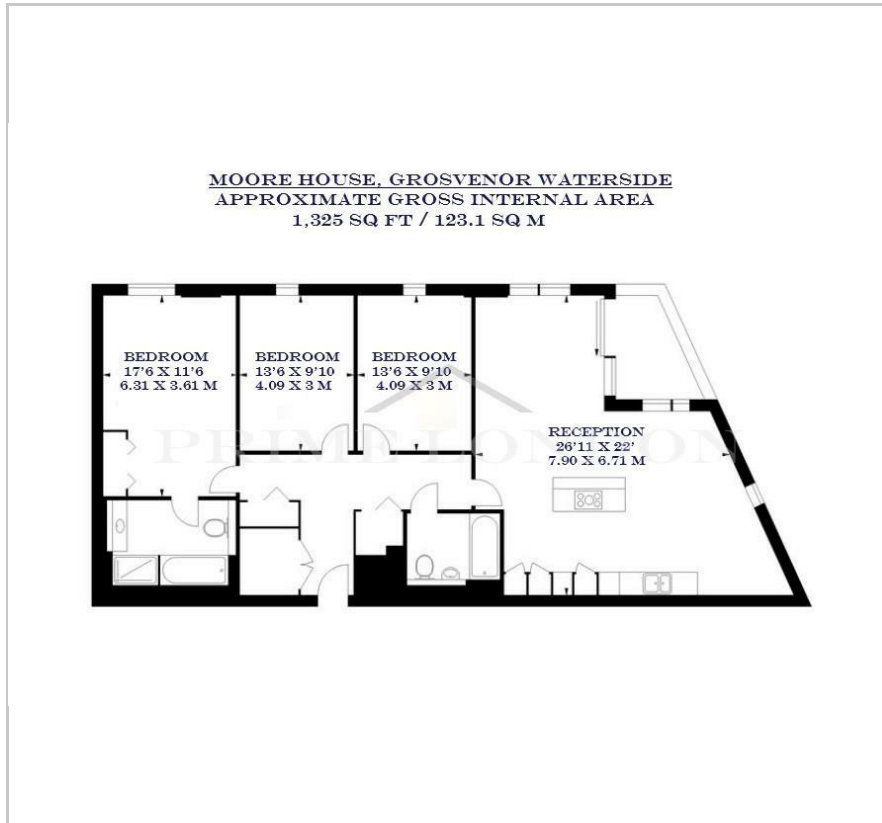 MOORE HOUSE, GROSVENOR WATERSIDE
APPROXIMATE GROSS INTERNAL AREA
1,325 SQ FT / 123.1 SQ M
BEDROOM
17'6 X 11'6
6.31 X 3.61 M
BEDROOM
13'6 X 9'10
4.09 X 3 M
BEDROOM
13'6 X 9'10
4.09 X 3 M
RECEPTION
26'11 X 22'
7.90 X 6.71 M
PRIME LONDON